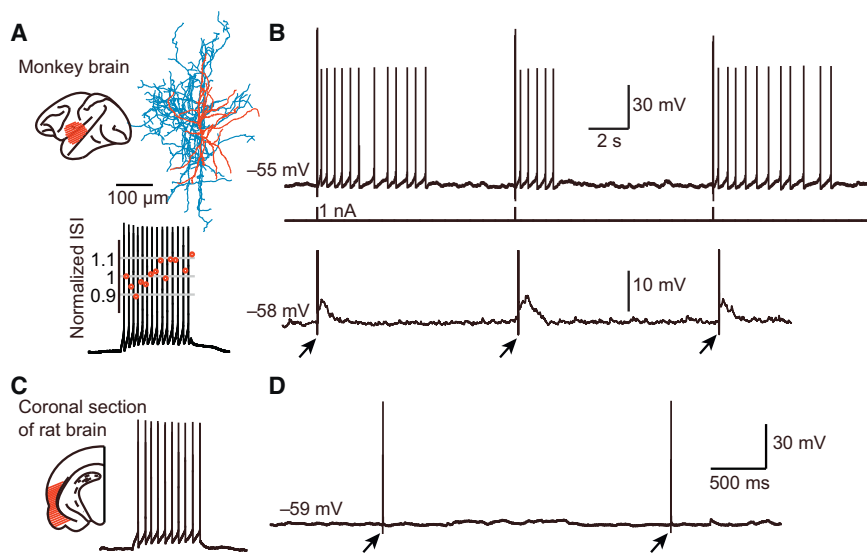 A
Monkey brain
100 µm
Normalized ISI
1.1
1
0.9
B
30 mV
2 s
–55 mV
1 nA
10 mV
–58 mV
C
Coronal section
of rat brain
D
30 mV
500 ms
–59 mV